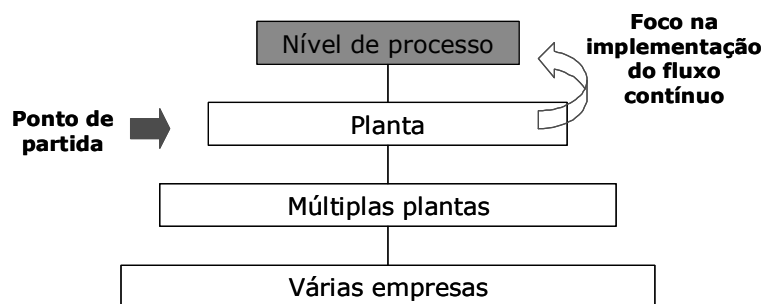 Nível de processo
Foco na
implementação
do fluxo
contínuo
Ponto de
partida
Planta
Múltiplas plantas
Várias empresas